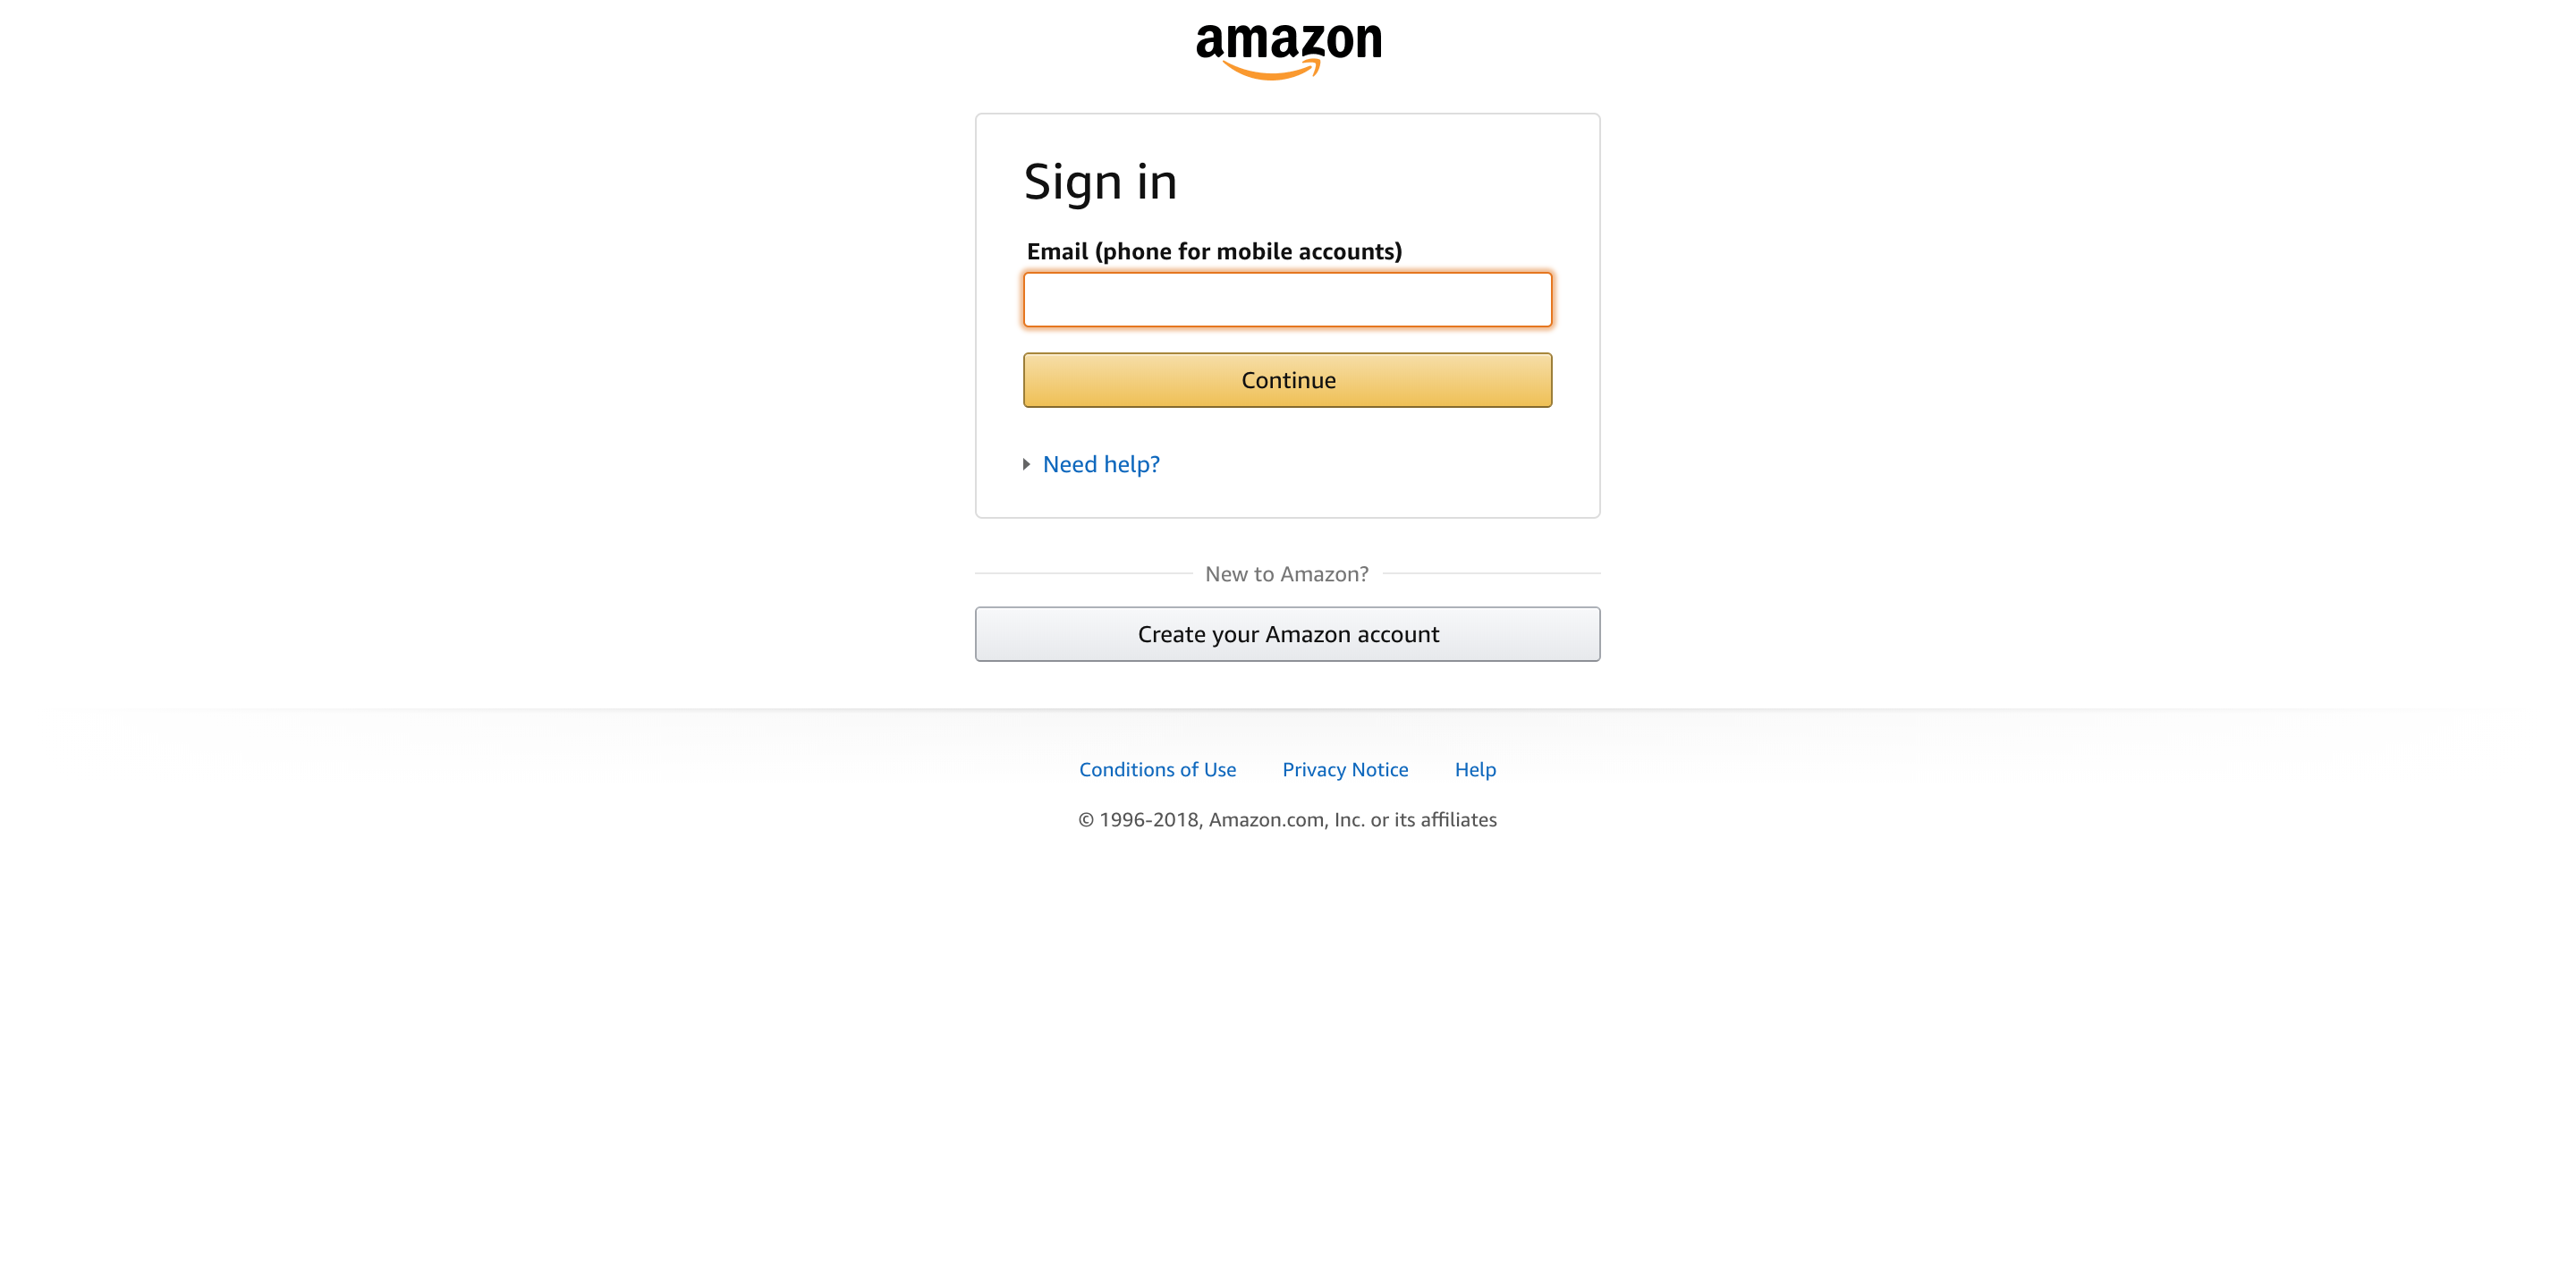 amazon
Sign in
Email (phone for mobile accounts)
Continue
Need help?
New to Amazon?
Create your Amazon account
Conditions of Use Privacy Notice Help
© 1996-2018, Amazon.com, Inc. or its affiliates